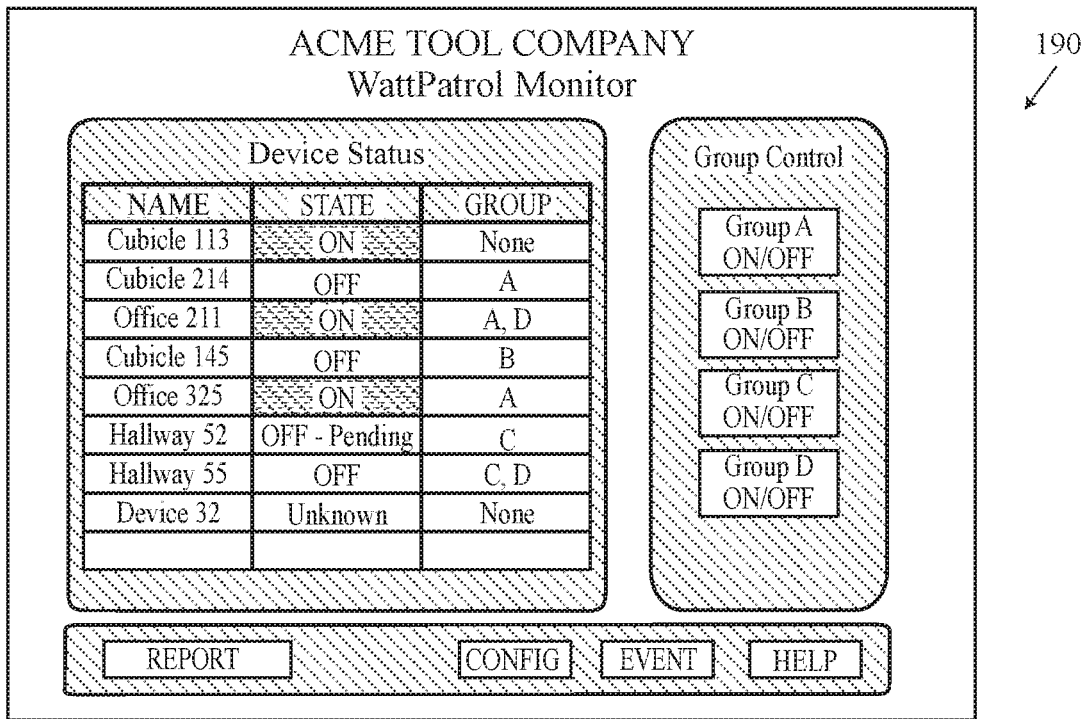 ACME TOOL COMPANY
WattPatrol Monitor
190
Device Status
NAME STATE GROUP
Cubicle 113 ON None
Cubicle 214 OFF A
Office 211 ON A, D
Cubicle 145 OFF B
Office 325 ON A
Hallway 52 OFF - Pending C
Hallway 55 OFF C, D
Device 32 Unknown None
Group Control
Group A
ON/OFF
Group B
ON/OFF
Group C
ON/OFF
Group D
ON/OFF
REPORT CONFIG EVENT HELP